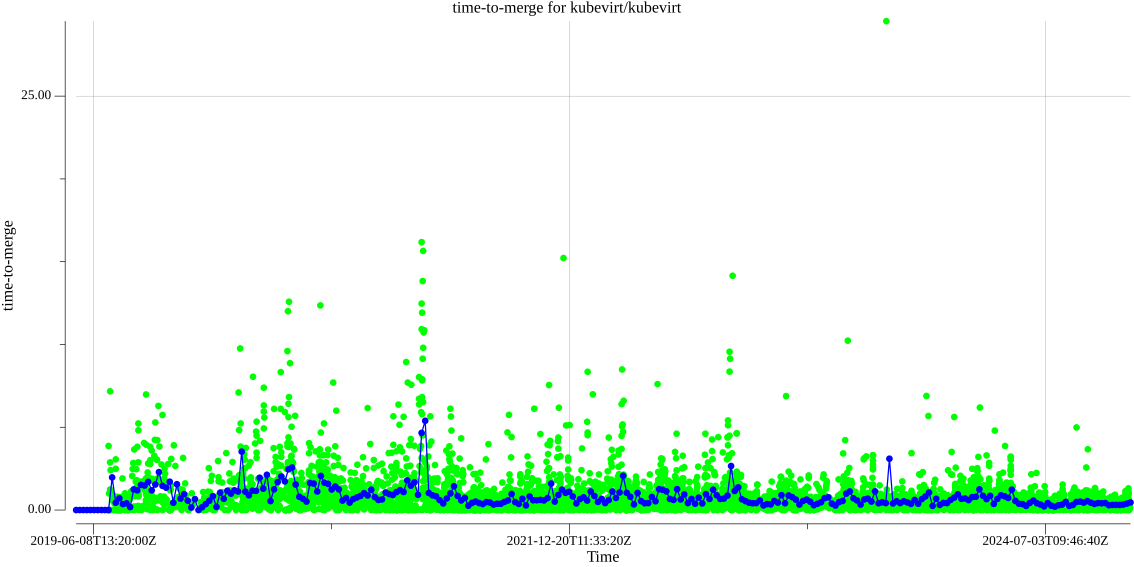 time-to-merge for kubevirt/kubevirt
25.00
time-to-merge
0.00
2019-06-08T13:20:00Z
2021-12-20T11:33:20Z
2024-07-03T09:46:40Z
Time